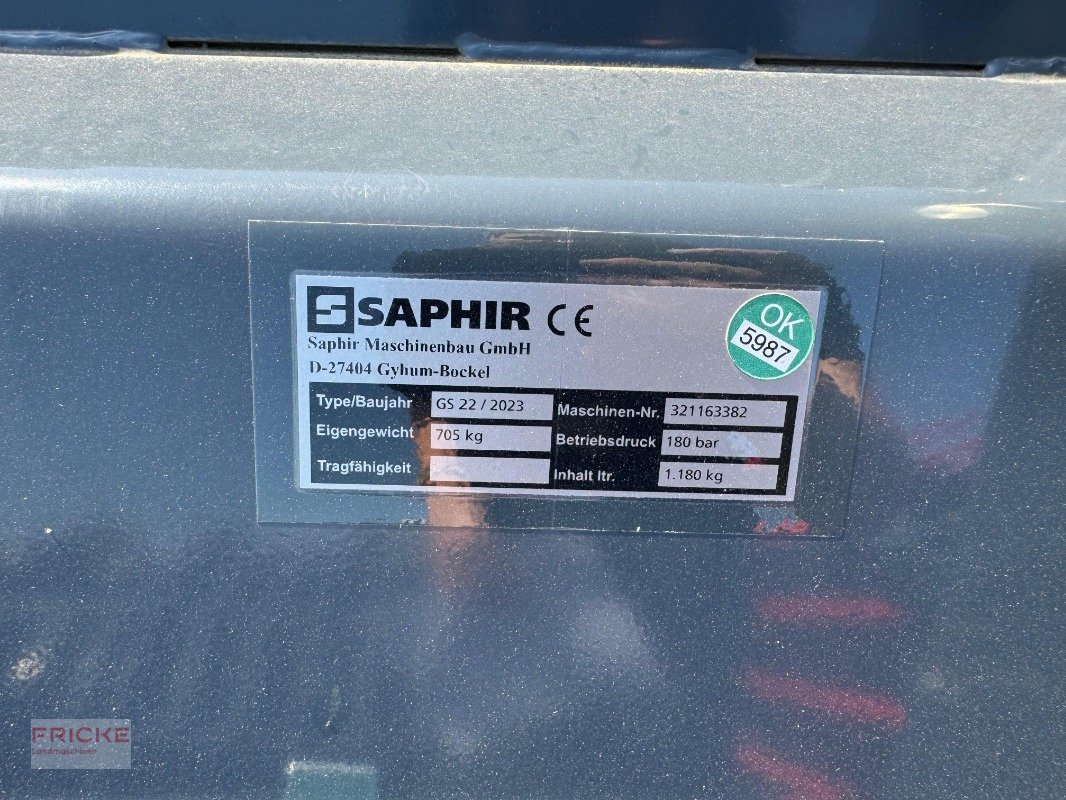 SAPHIR CE
Saphir Maschinenbau GmbH
D-27404 Gyhum-Bockel
OK
5987
Type/Baujahr GS 22 / 2023 Maschinen-Nr. 321163382
Eigengewicht 705 kg Betriebsdruck 180 bar
Tragfähigkeit Inhalt ltr. 1.180 kg
FRICKE
Landmaschinen